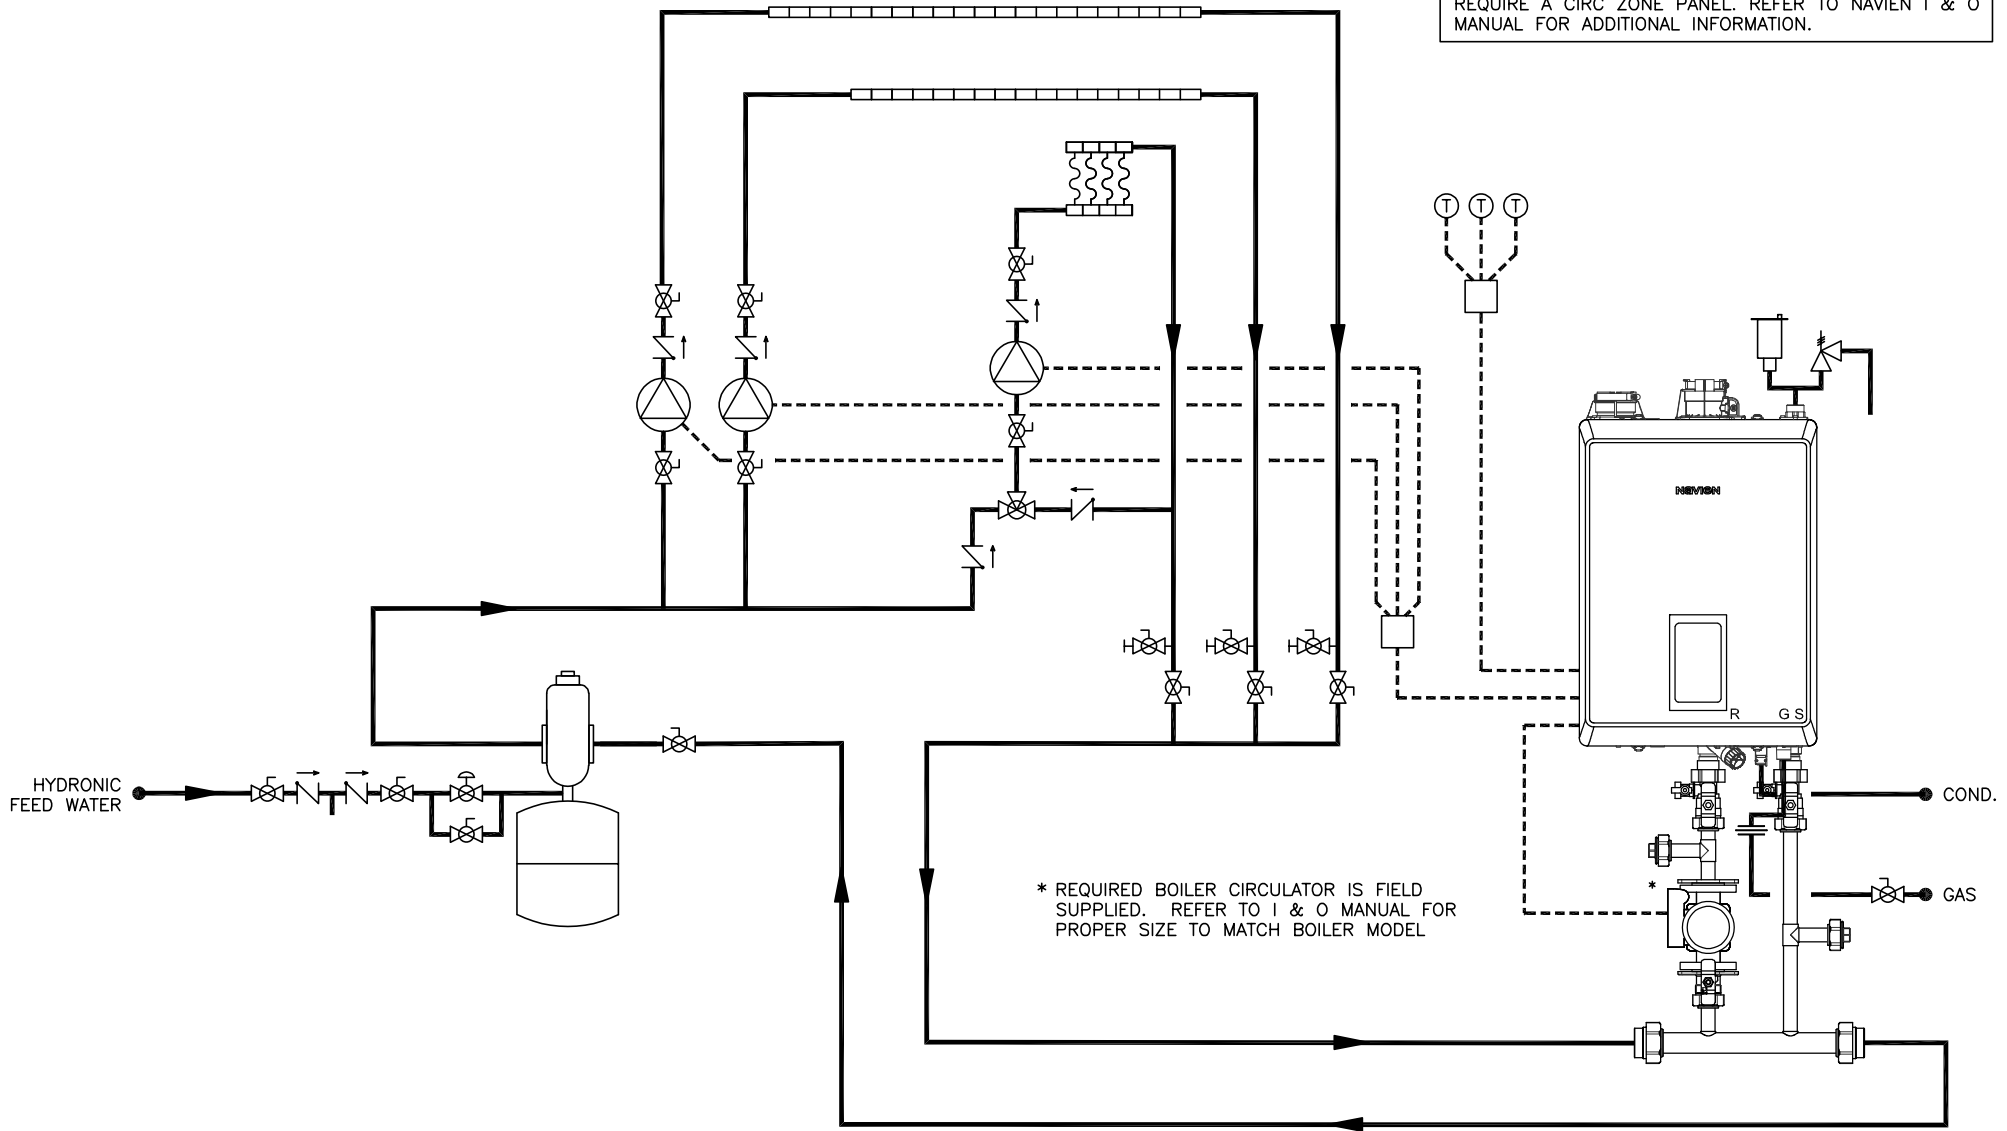 REQUIRE A CIRC ZONE PANEL. REFER TO NAVIEN I & O
MANUAL FOR ADDITIONAL INFORMATION.
T T T
NAVIEN
R G S
HYDRONIC
FEED WATER
COND.
* REQUIRED BOILER CIRCULATOR IS FIELD
SUPPLIED. REFER TO I & O MANUAL FOR
PROPER SIZE TO MATCH BOILER MODEL
*
GAS